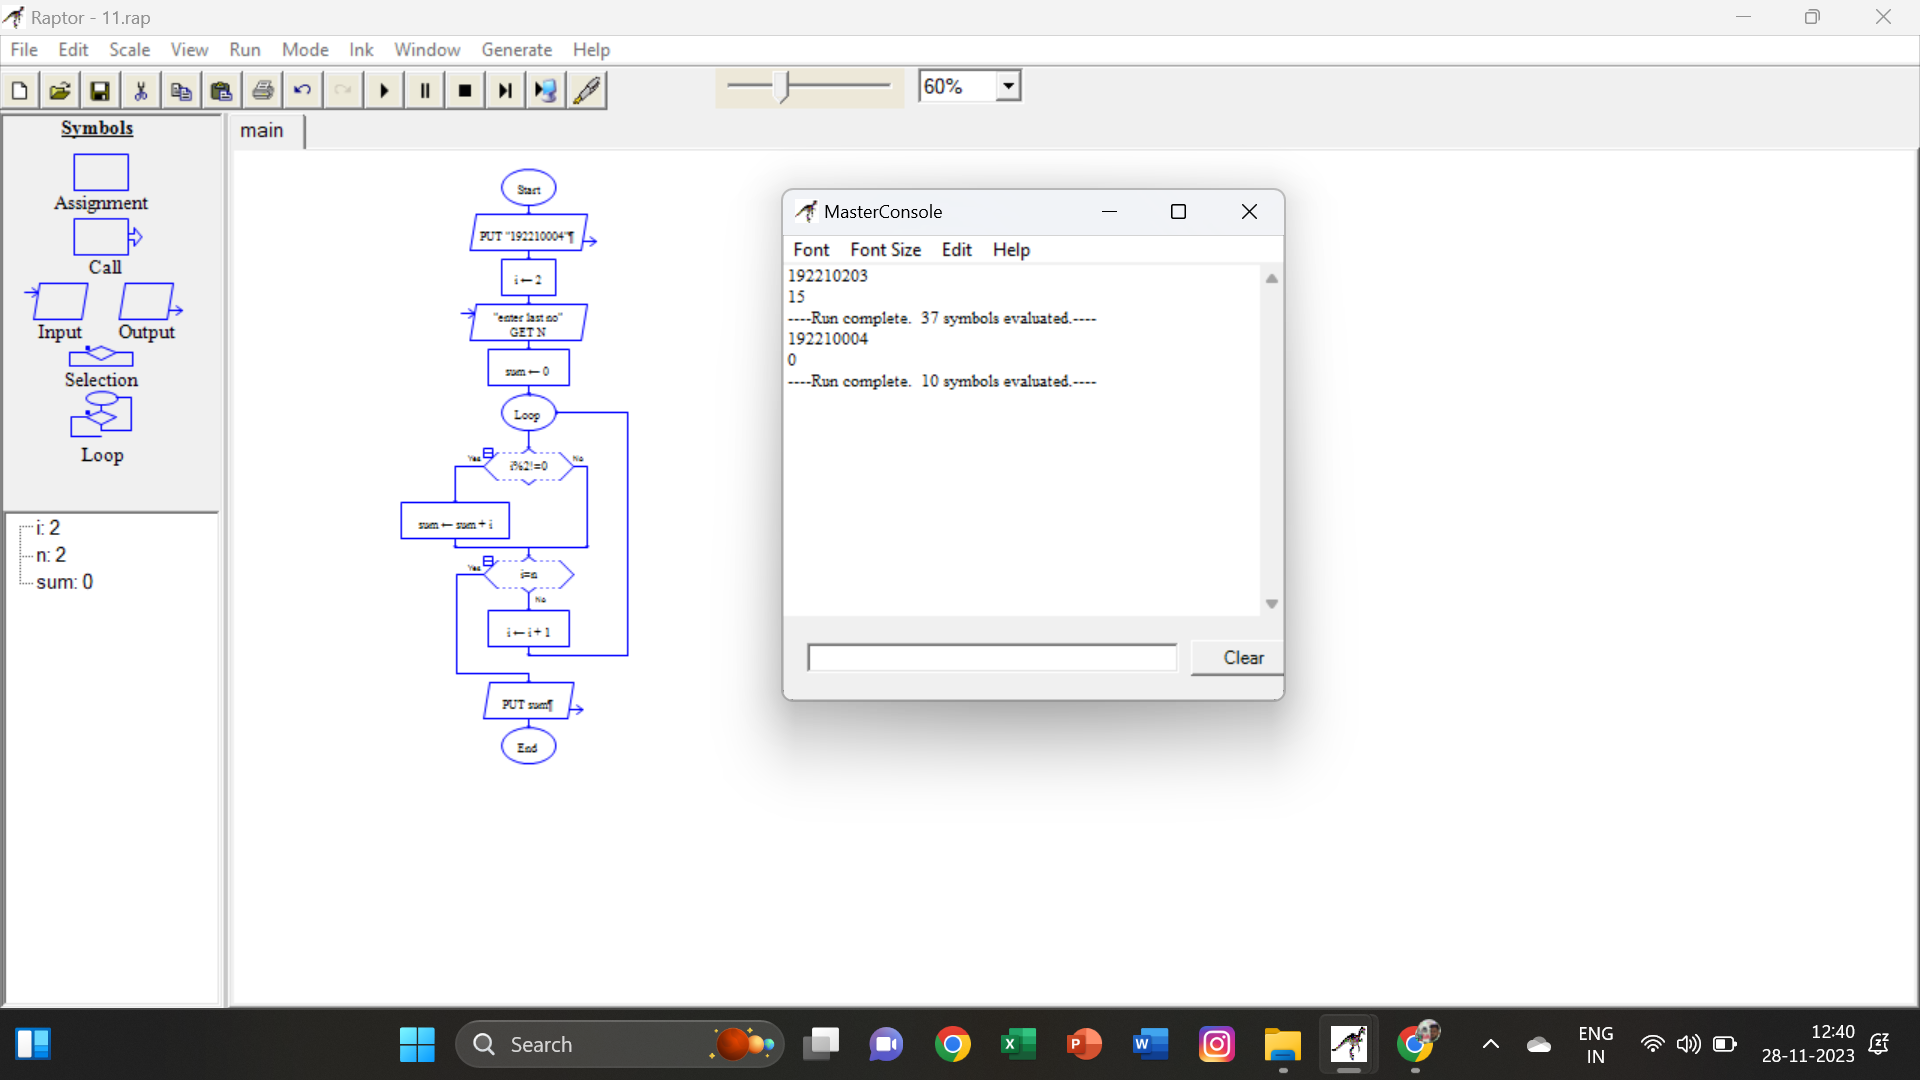 Raptor - 11.rap
File Edit Scale View Run Mode Ink Window Generate Help
60%
Symbols
Assignment
Call
Input Output
Selection
Loop
i: 2
n: 2
sum: 0
main
Start
PUT "192210004"¶
i ← 2
"enter last no"
GET N
sum ← 0
Loop
Yes No
i%2!=0
sum ← sum + i
Yes
i=n
No
i ← i + 1
PUT sum¶
End
MasterConsole
Font Font Size Edit Help
192210203
15
----Run complete. 37 symbols evaluated.----
192210004
0
----Run complete. 10 symbols evaluated.----
Clear
Search
ENG
IN
12:40
28-11-2023